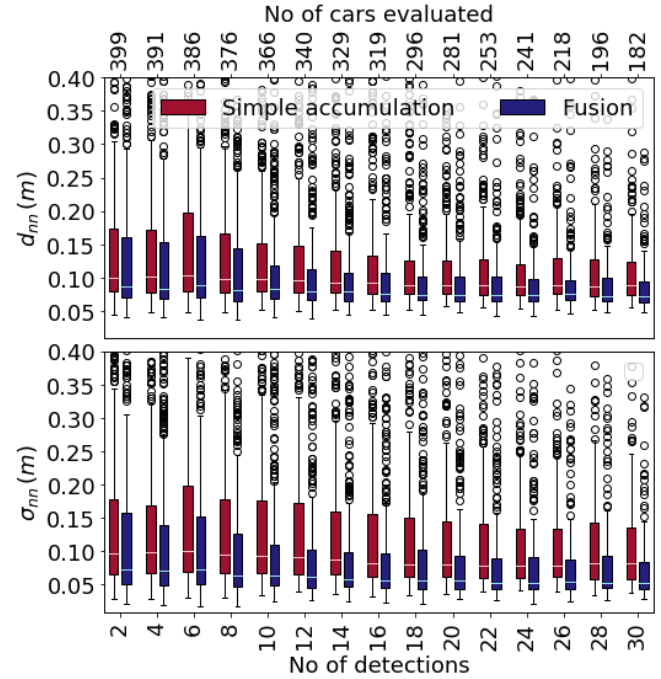 No of cars evaluated
399 391 386 376 366 340 329 319 296 281 253 241 218 196 182
0.40
Simple accumulation Fusion
0.35
0.30
0.25
0.20
0.15
0.10
0.05
d_nn (m)
0.40
0.35
0.30
0.25
0.20
0.15
0.10
0.05
σ_nn (m)
2 4 6 8 10 12 14 16 18 20 22 24 26 28 30
No of detections